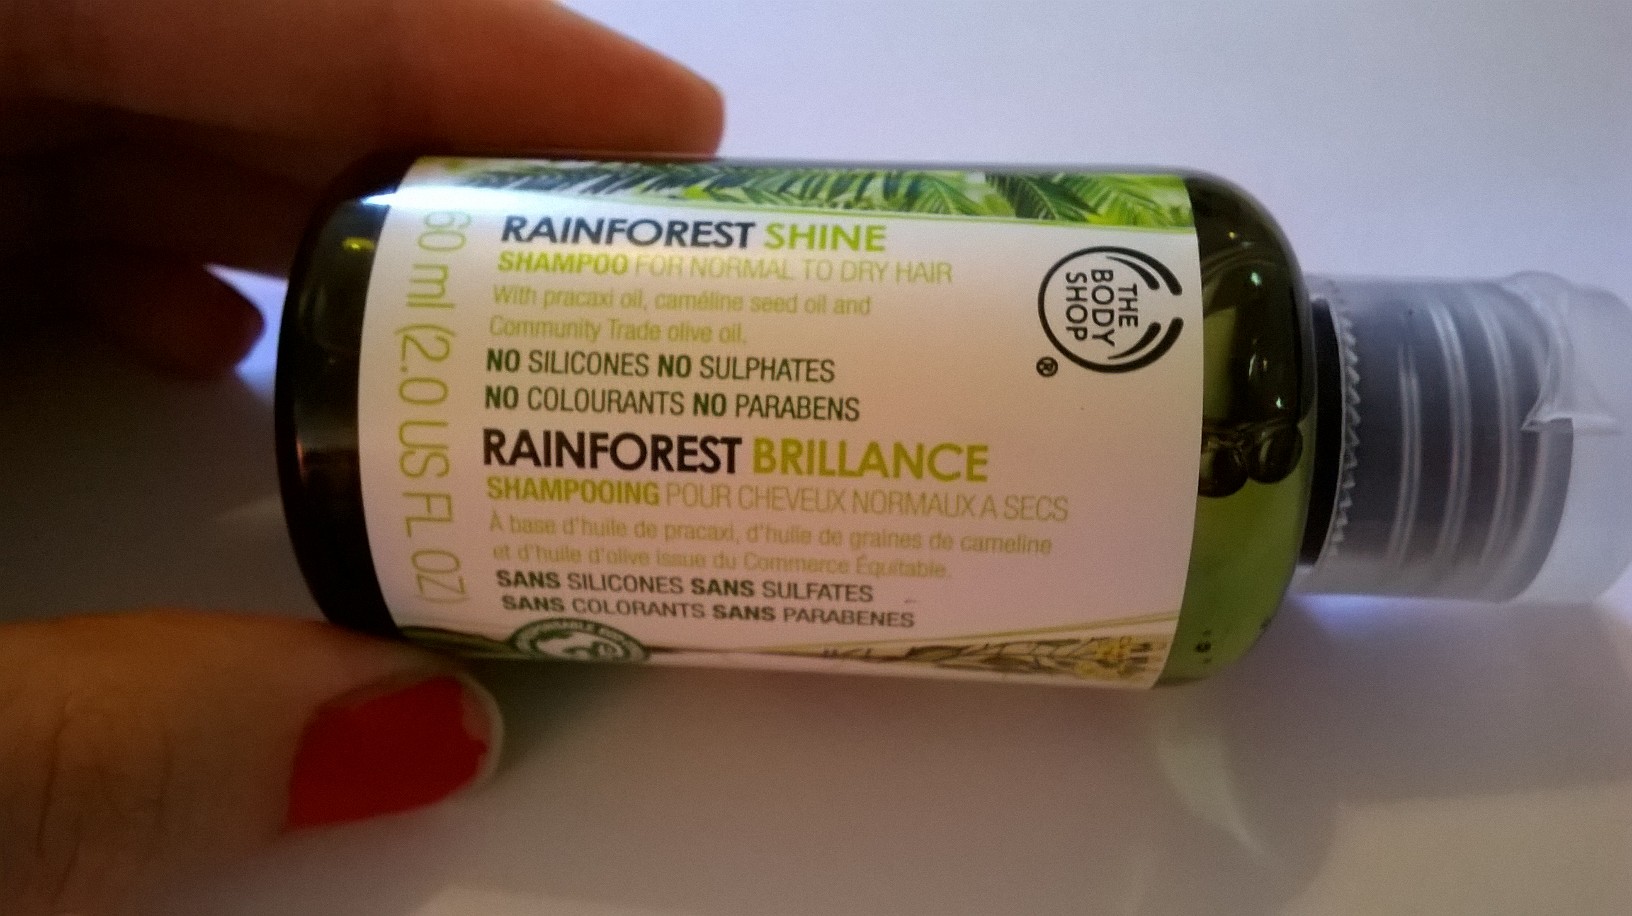 RAINFOREST SHINE
SHAMPOO FOR NORMAL TO DRY HAIR
With pracaxi oil, caméline seed oil and
Community Trade olive oil.
NO SILICONES NO SULPHATES
NO COLOURANTS NO PARABENS
RAINFOREST BRILLANCE
SHAMPOOING POUR CHEVEUX NORMAUX A SECS
À base d'huile de pracaxi, d'huile de graines de cameline
et d'huile d'olive issue du Commerce Équitable.
SANS SILICONES SANS SULFATES
SANS COLORANTS SANS PARABENES
60 ml (2.0 US FL OZ)
THE
BODY
SHOP
®